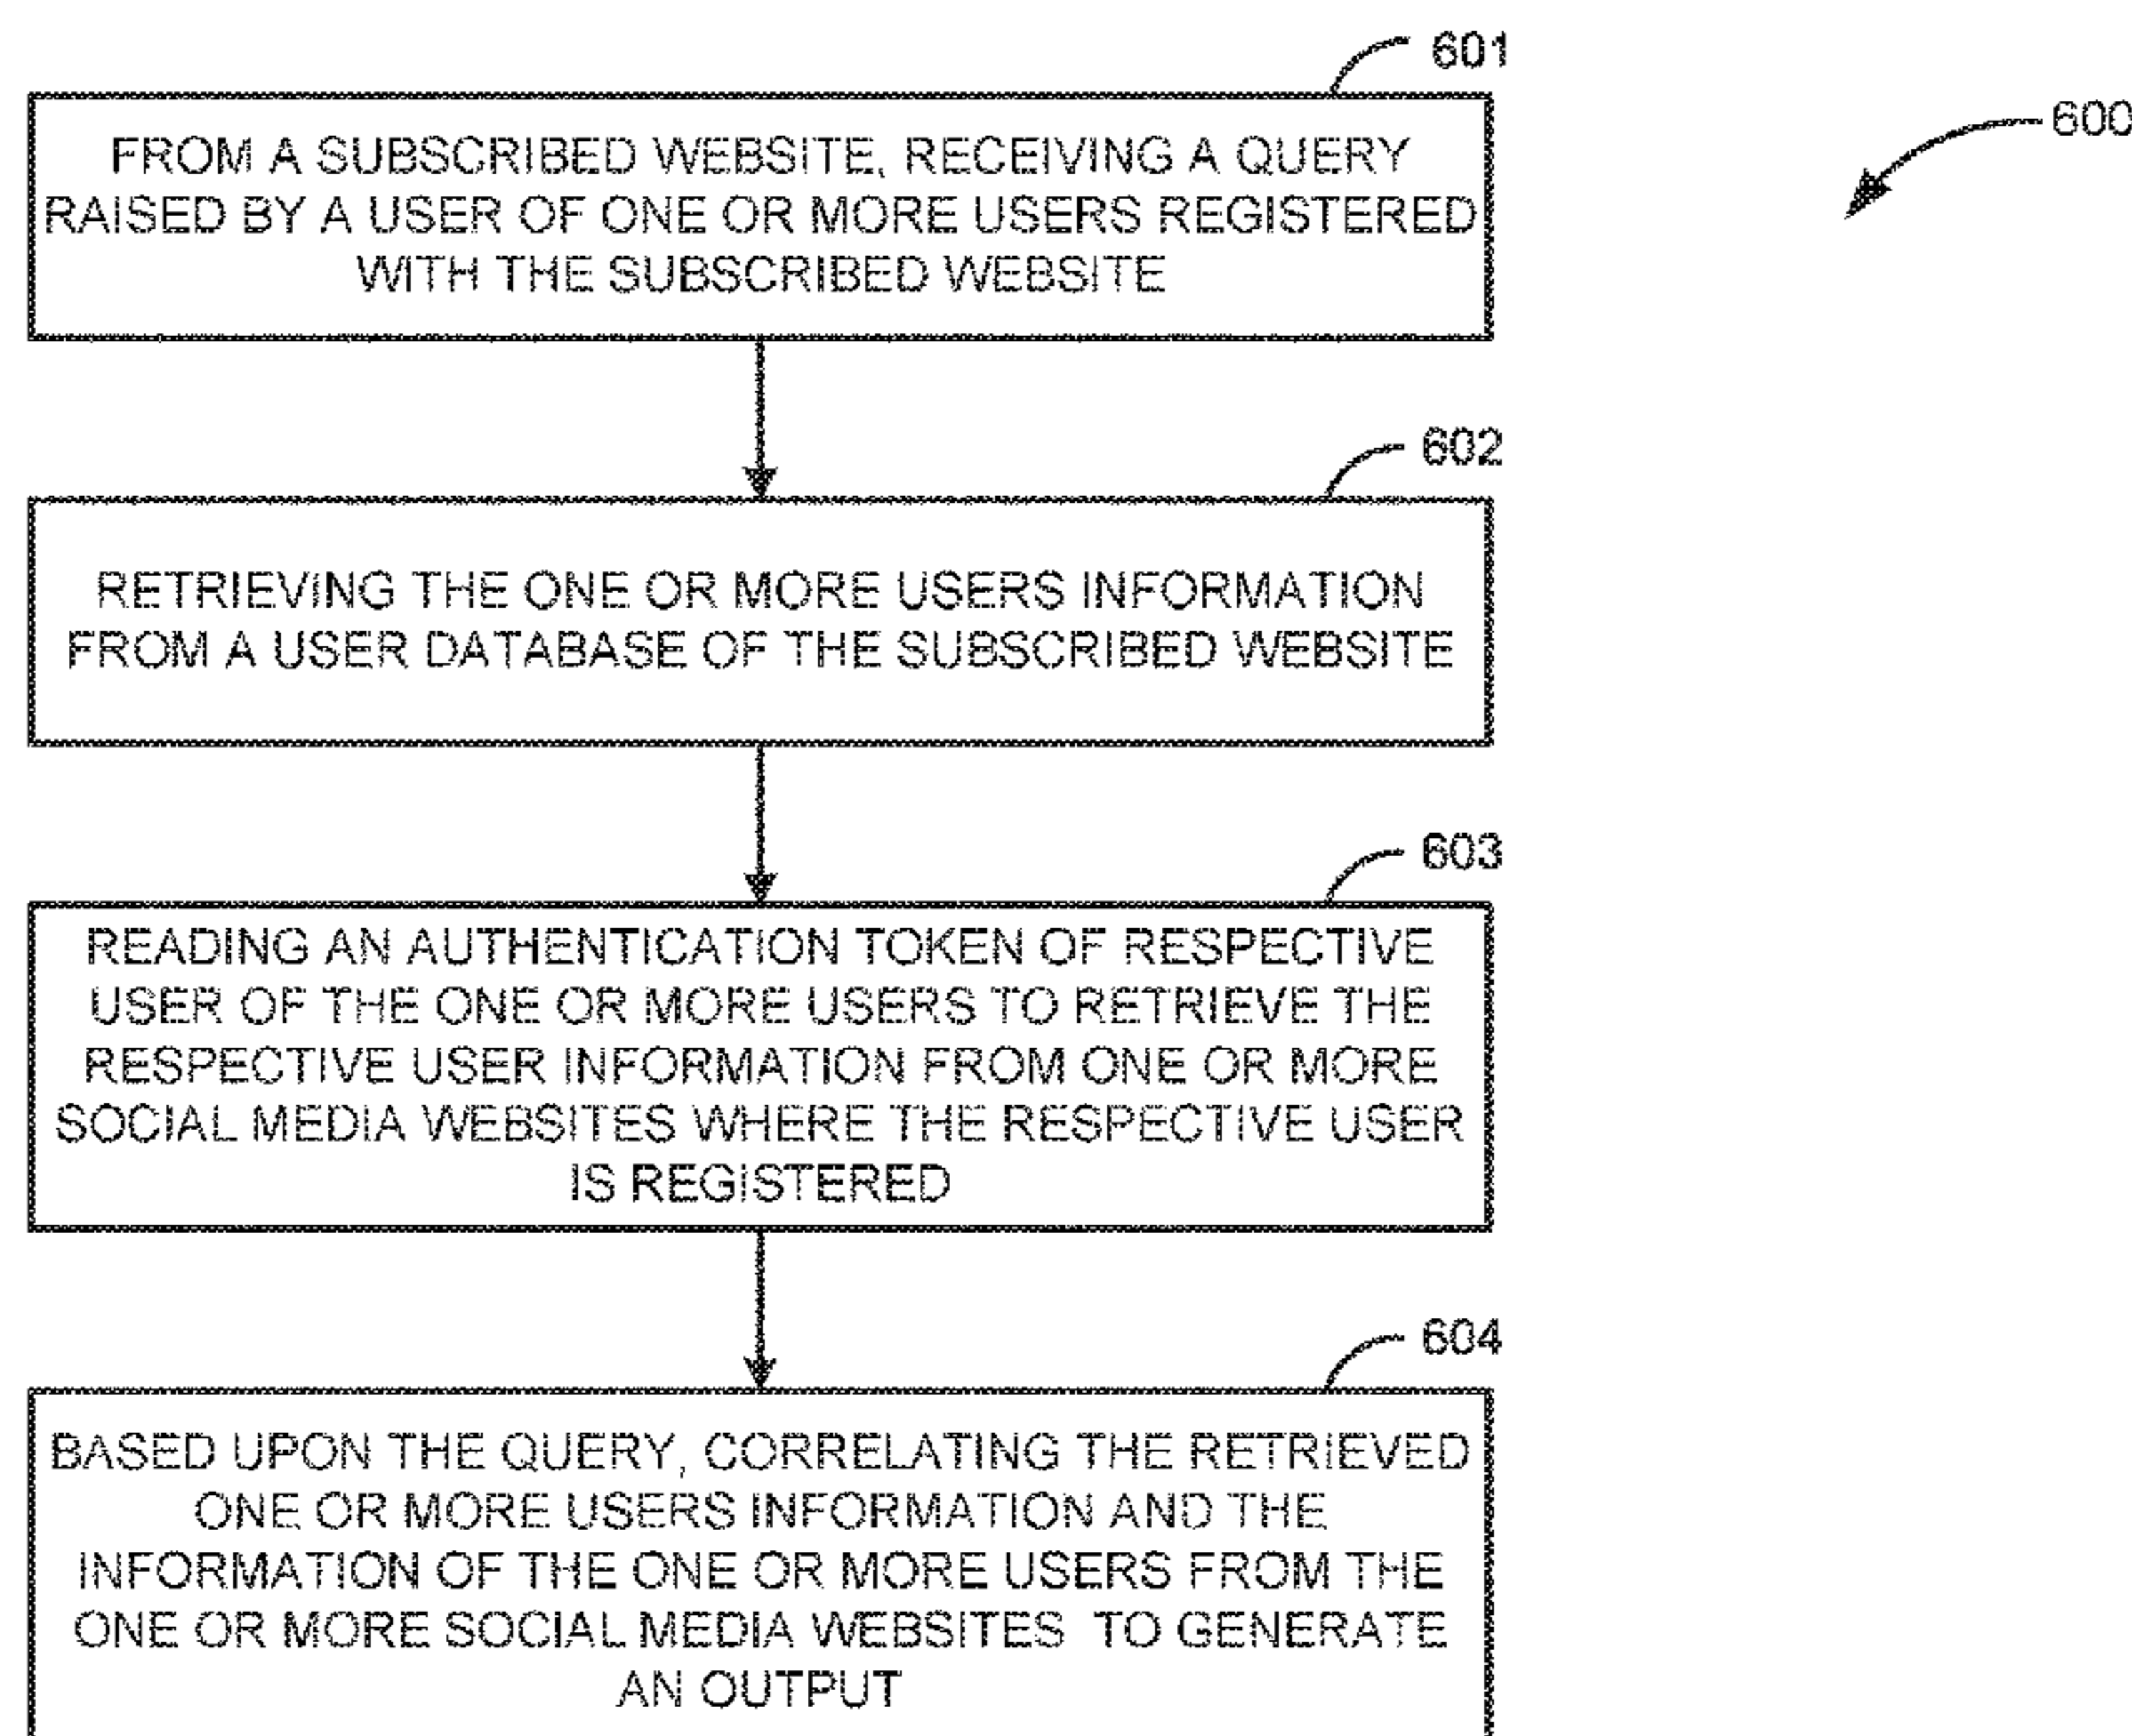 601
600
FROM A SUBSCRIBED WEBSITE, RECEIVING A QUERY
RAISED BY A USER OF ONE OR MORE USERS REGISTERED
WITH THE SUBSCRIBED WEBSITE
602
RETRIEVING THE ONE OR MORE USERS INFORMATION
FROM A USER DATABASE OF THE SUBSCRIBED WEBSITE
603
READING AN AUTHENTICATION TOKEN OF RESPECTIVE
USER OF THE ONE OR MORE USERS TO RETRIEVE THE
RESPECTIVE USER INFORMATION FROM ONE OR MORE
SOCIAL MEDIA WEBSITES WHERE THE RESPECTIVE USER
IS REGISTERED
604
BASED UPON THE QUERY, CORRELATING THE RETRIEVED
ONE OR MORE USERS INFORMATION AND THE
INFORMATION OF THE ONE OR MORE USERS FROM THE
ONE OR MORE SOCIAL MEDIA WEBSITES TO GENERATE
AN OUTPUT